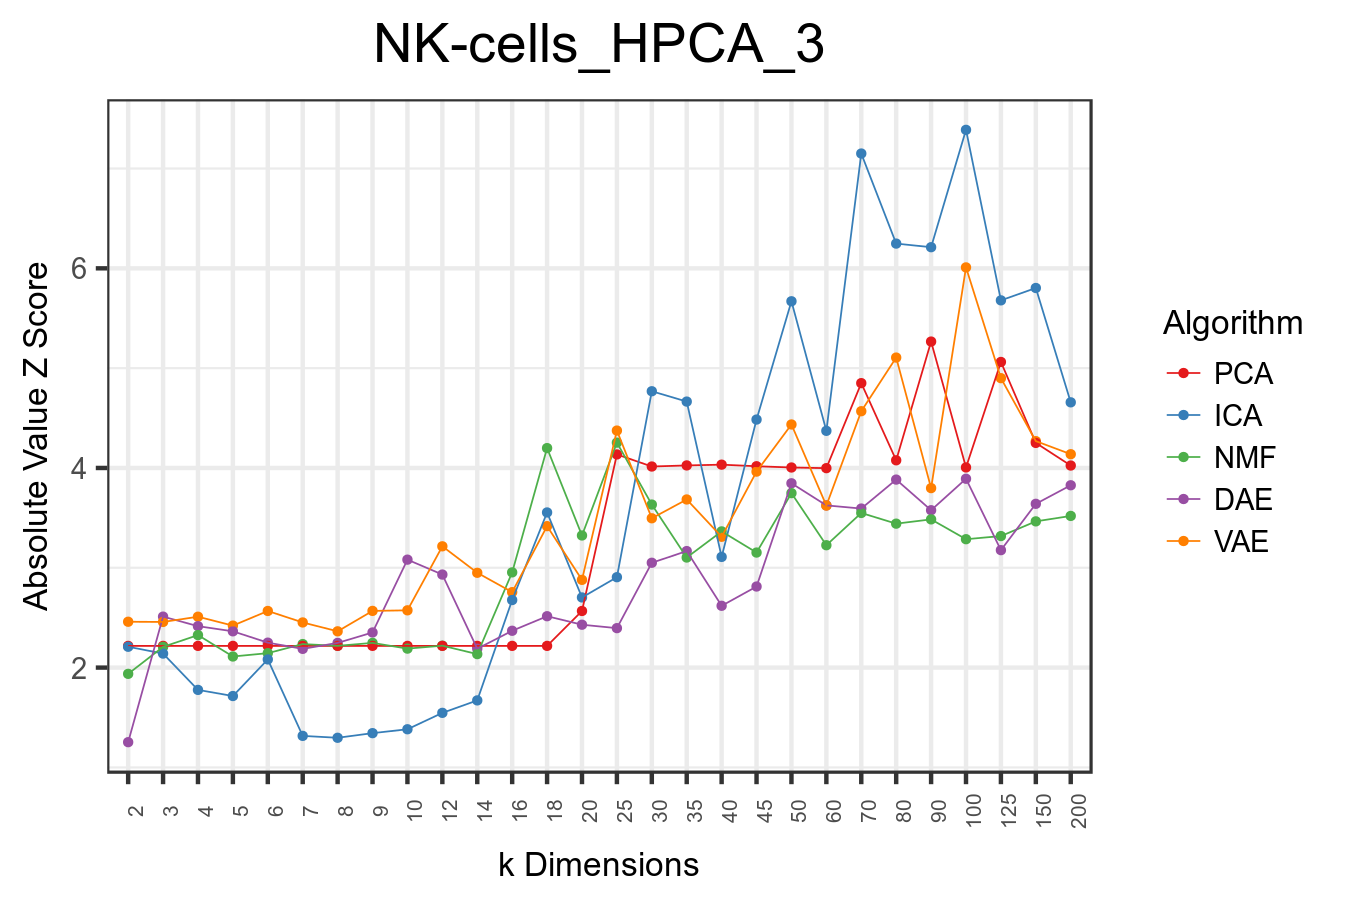 NK-cells_HPCA_3
Absolute Value Z Score
6
4
2
2 3 4 5 6 7 8 9 10 12 14 16 18 20 25 30 35 40 45 50 60 70 80 90 100 125 150 200
k Dimensions
Algorithm
PCA
ICA
NMF
DAE
VAE